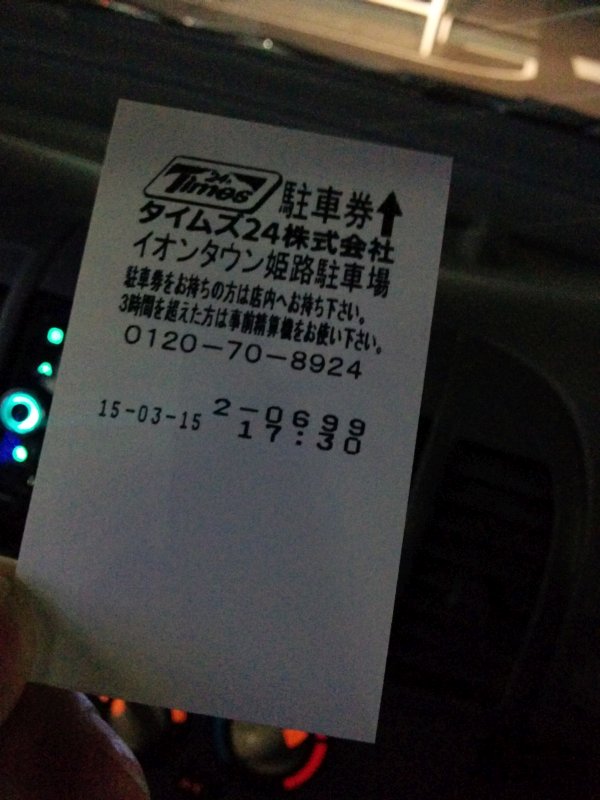 24h
Times
駐車券↑
タイムズ24株式会社
イオンタウン姫路駐車場
駐車券をお持ちの方は店内へお持ち下さい。
3時間を超えた方は事前精算機をお使い下さい。
0120-70-8924
2-0699
15-03-15 17:30